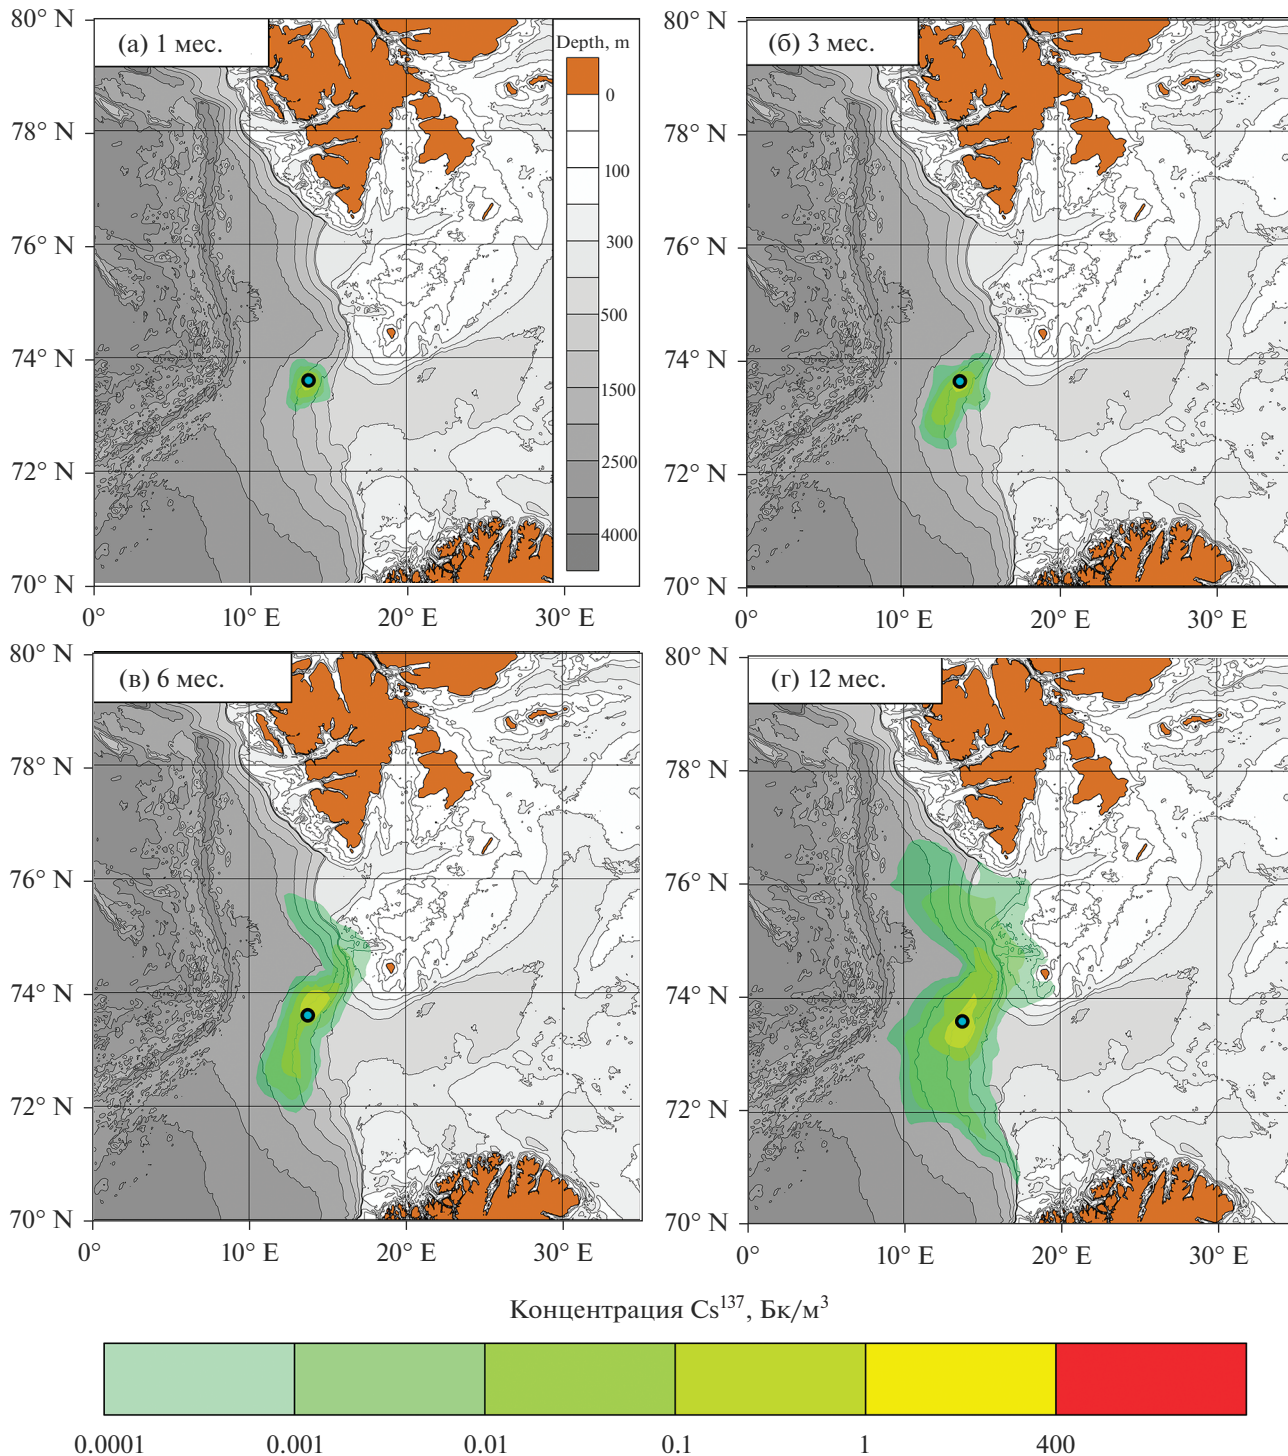 80° N
(а) 1 мес.
Depth, m
0
100
300
500
1500
2500
4000
78° N
76° N
74° N
72° N
70° N
0°
10° E
20° E
30° E
80° N
(б) 3 мес.
78° N
76° N
74° N
72° N
70° N
0°
10° E
20° E
30° E
80° N
(в) 6 мес.
78° N
76° N
74° N
72° N
70° N
0°
10° E
20° E
30° E
80° N
(г) 12 мес.
78° N
76° N
74° N
72° N
70° N
0°
10° E
20° E
30° E
Концентрация Cs¹³⁷, Бк/м³
0.0001 0.001 0.01 0.1 1 400